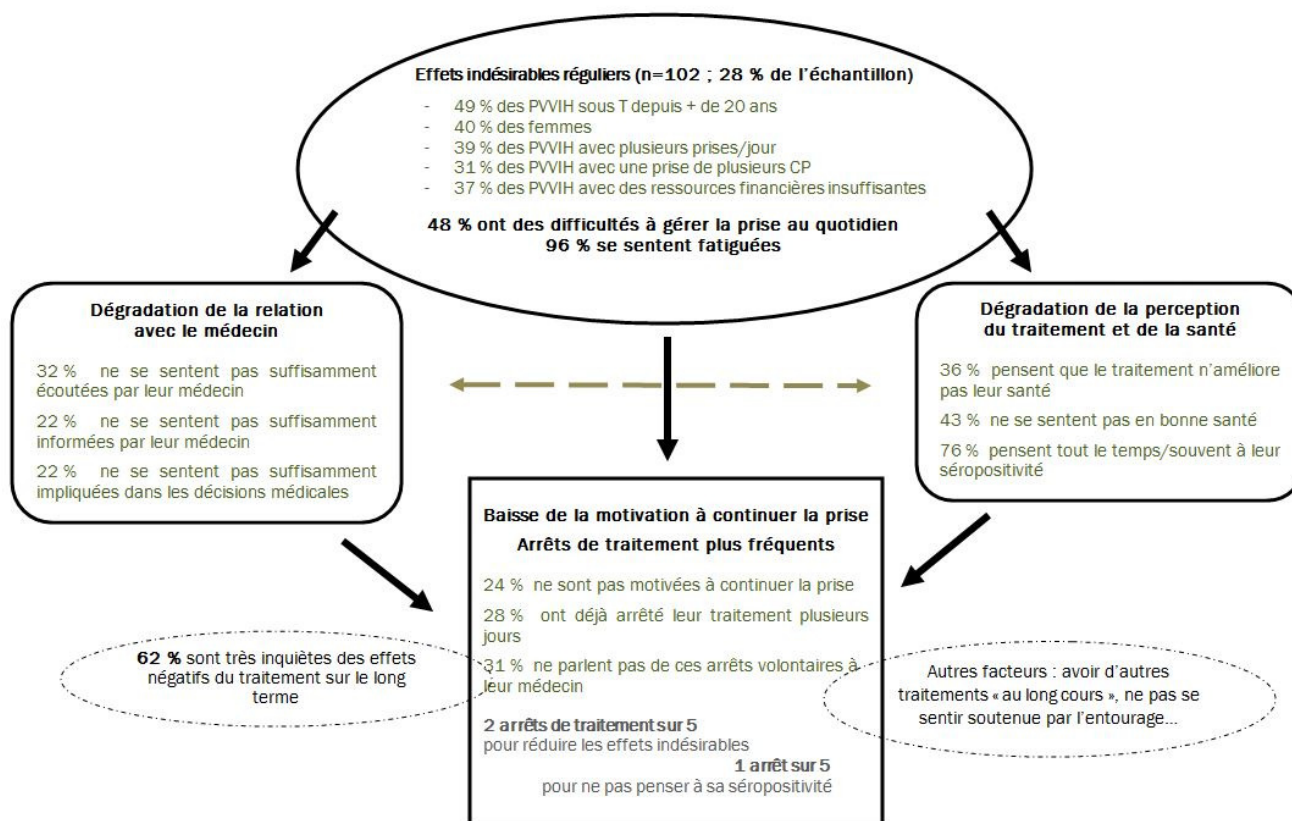 Effets indésirables réguliers (n=102 ; 28 % de l'échantillon)
- 49 % des PVVIH sous T depuis + de 20 ans
- 40 % des femmes
- 39 % des PVVIH avec plusieurs prises/jour
- 31 % des PVVIH avec une prise de plusieurs CP
- 37 % des PVVIH avec des ressources financières insuffisantes
48 % ont des difficultés à gérer la prise au quotidien
96 % se sentent fatiguées
Dégradation de la relation
avec le médecin
32 % ne se sentent pas suffisamment
écoutées par leur médecin
22 % ne se sentent pas suffisamment
informées par leur médecin
22 % ne se sentent pas suffisamment
impliquées dans les décisions médicales
Dégradation de la perception
du traitement et de la santé
36 % pensent que le traitement n'améliore
pas leur santé
43 % ne se sentent pas en bonne santé
76 % pensent tout le temps/souvent à leur
séropositivité
Baisse de la motivation à continuer la prise
Arrêts de traitement plus fréquents
24 % ne sont pas motivées à continuer la prise
28 % ont déjà arrêté leur traitement plusieurs
jours
31 % ne parlent pas de ces arrêts volontaires à
leur médecin
2 arrêts de traitement sur 5
pour réduire les effets indésirables
1 arrêt sur 5
pour ne pas penser à sa séropositivité
62 % sont très inquiètes des effets
négatifs du traitement sur le long
terme
Autres facteurs : avoir d'autres
traitements « au long cours », ne pas se
sentir soutenue par l'entourage…